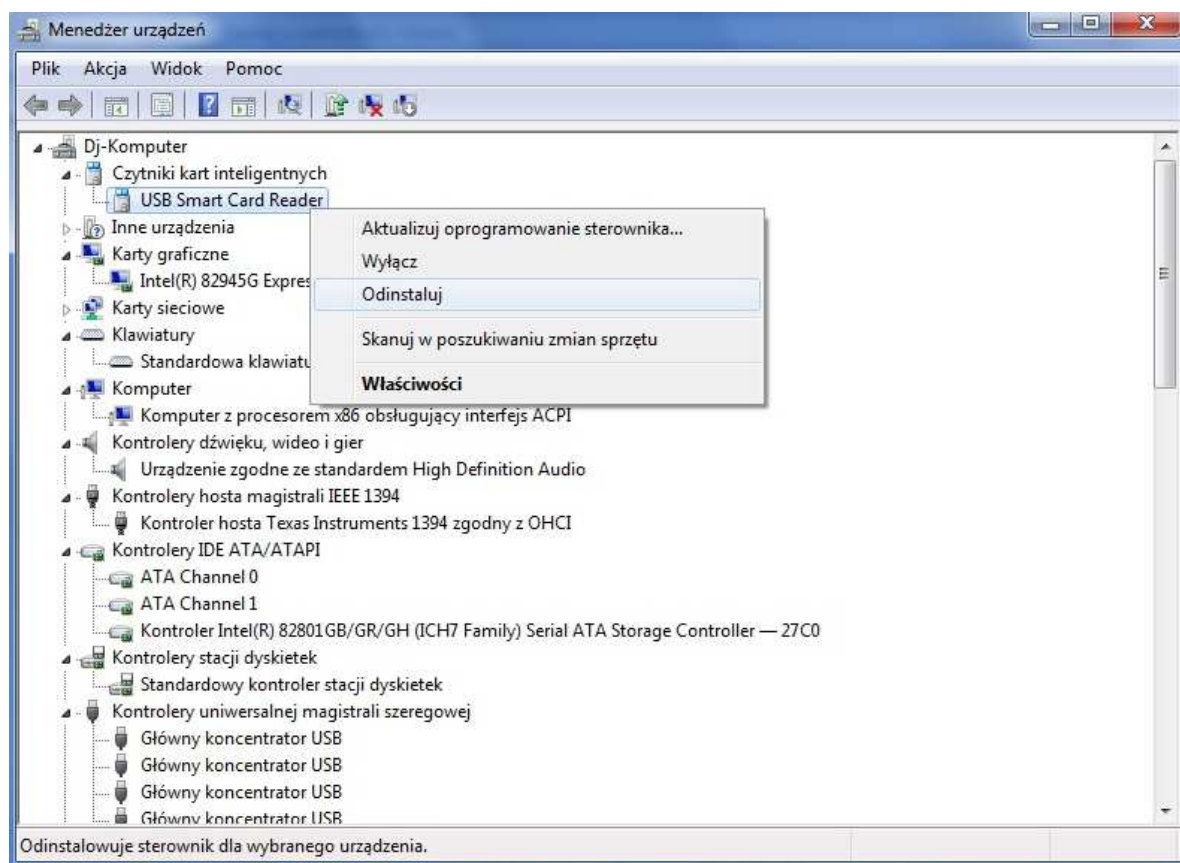 Menedżer urządzeń
Plik Akcja Widok Pomoc
Dj-Komputer
Czytniki kart inteligentnych
USB Smart Card Reader
Inne urządzenia
Karty graficzne
Intel(R) 82945G Expres
Karty sieciowe
Klawiatury
Standardowa klawiatu
Komputer
Komputer z procesorem x86 obsługujący interfejs ACPI
Kontrolery dźwięku, wideo i gier
Urządzenie zgodne ze standardem High Definition Audio
Kontrolery hosta magistrali IEEE 1394
Kontroler hosta Texas Instruments 1394 zgodny z OHCI
Kontrolery IDE ATA/ATAPI
ATA Channel 0
ATA Channel 1
Kontroler Intel(R) 82801GB/GR/GH (ICH7 Family) Serial ATA Storage Controller — 27C0
Kontrolery stacji dyskietek
Standardowy kontroler stacji dyskietek
Kontrolery uniwersalnej magistrali szeregowej
Główny koncentrator USB
Główny koncentrator USB
Główny koncentrator USB
Główny koncentrator USB
Aktualizuj oprogramowanie sterownika...
Wyłącz
Odinstaluj
Skanuj w poszukiwaniu zmian sprzętu
Właściwości
Odinstalowuje sterownik dla wybranego urządzenia.